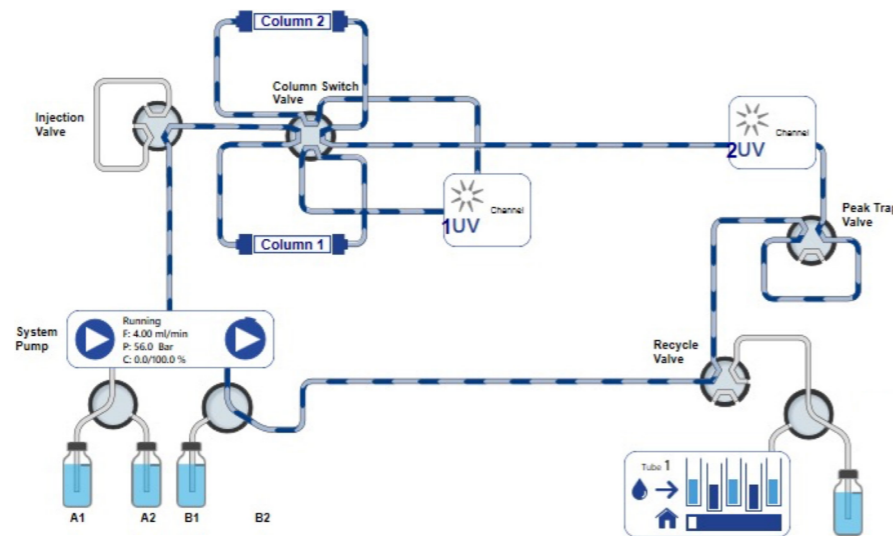 Column 2
Column Switch
Valve
Injection
Valve
Channel
2UV
Channel
1UV
Peak Trap
Valve
Column 1
System
Pump
Running
F: 4.00 ml/min
P: 56.0 Bar
C: 0.0/100.0 %
Recycle
Valve
Tube 1
A1
A2
B1
B2